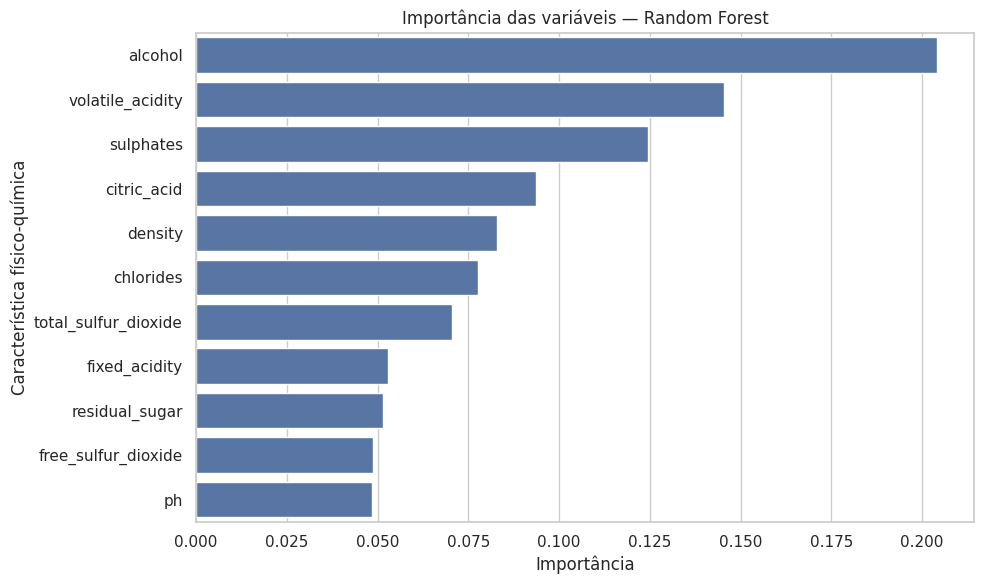 Importância das variáveis — Random Forest
Característica físico-química
alcohol
volatile_acidity
sulphates
citric_acid
density
chlorides
total_sulfur_dioxide
fixed_acidity
residual_sugar
free_sulfur_dioxide
ph
0.000 0.025 0.050 0.075 0.100 0.125 0.150 0.175 0.200
Importância